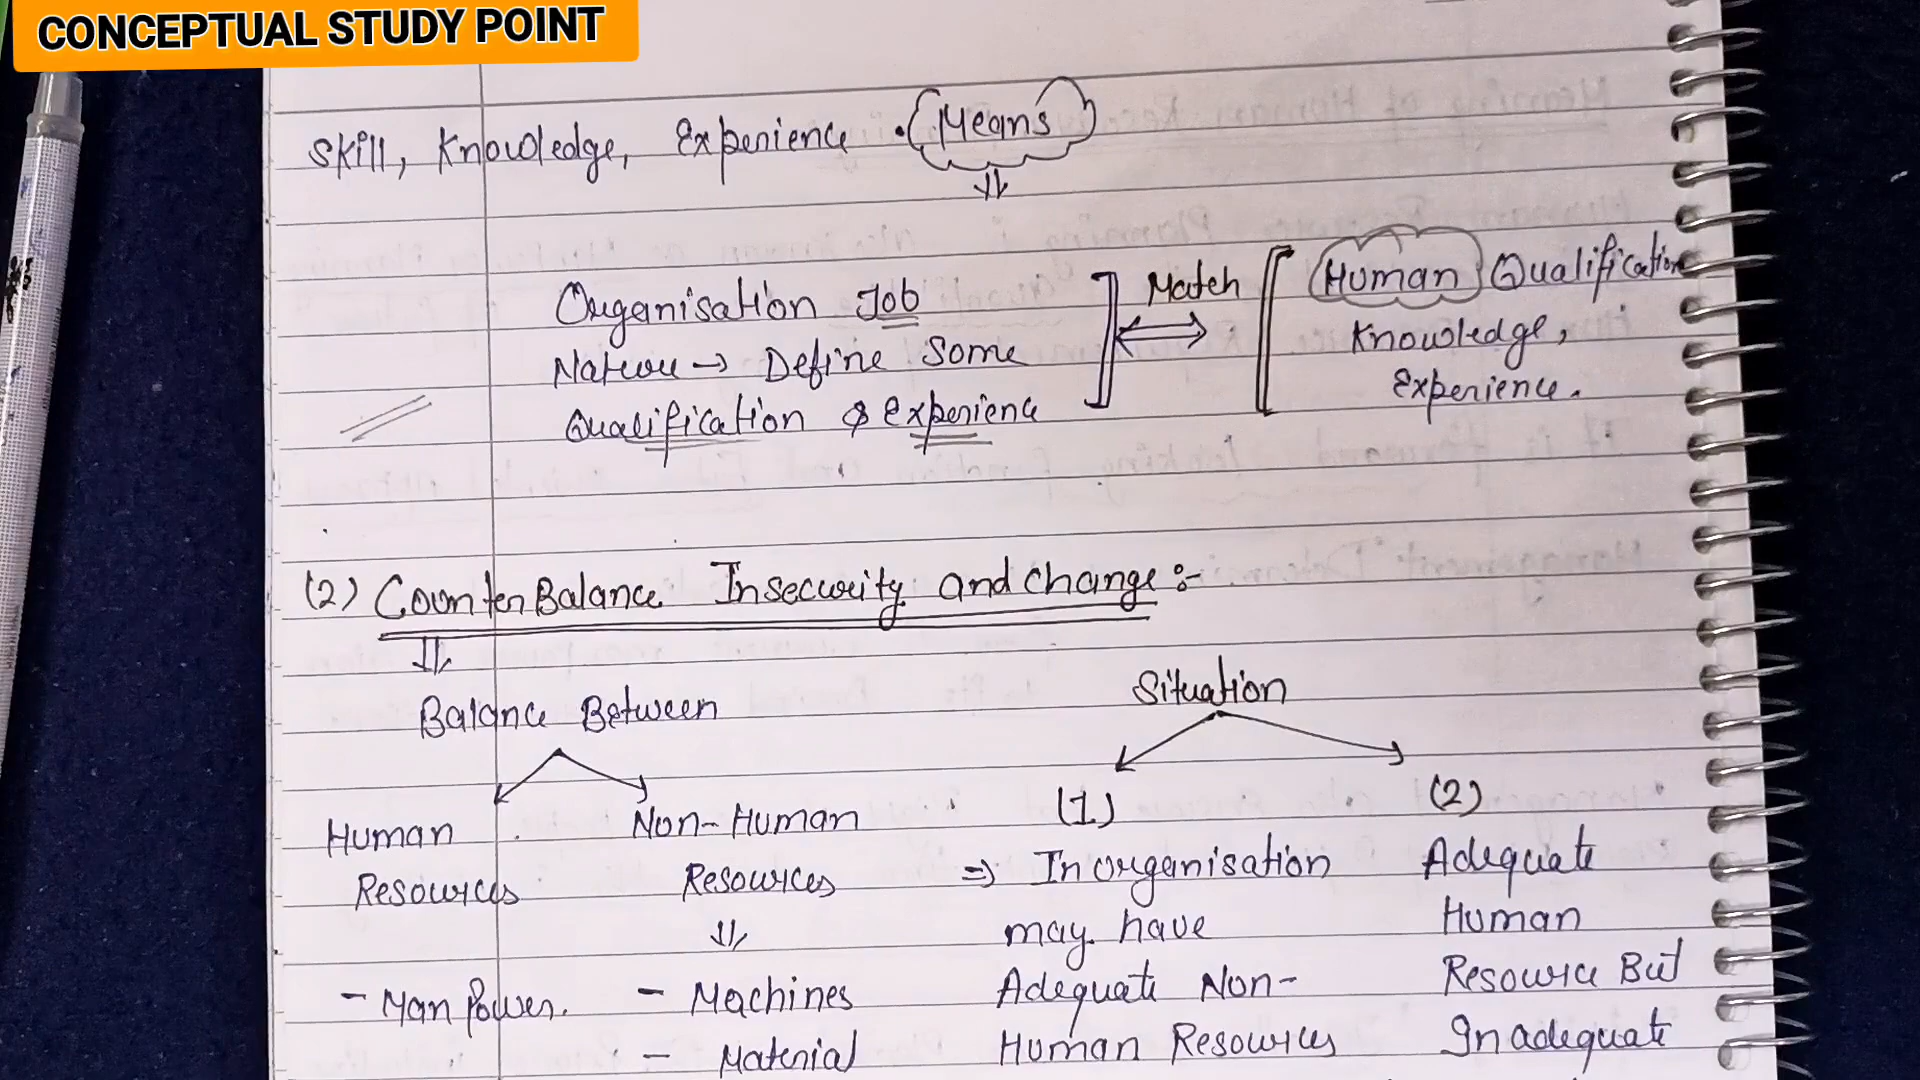 CONCEPTUAL STUDY POINT
Skill, Knowledge, Experience. Means
Organisation Job
Nature → Define Some
Qualification & experience
Match
Human Qualification
Knowledge,
Experience.
(2) Counter Balance Insecurity and change :-
Balance Between
Human
Resources
- Man Power.
Non-Human
Resources
- Machines
- Material
Situation
(1)
⇒ In organisation
may have
Adequate Non-
Human Resources
(2)
Adequate
Human
Resource But
Inadequate